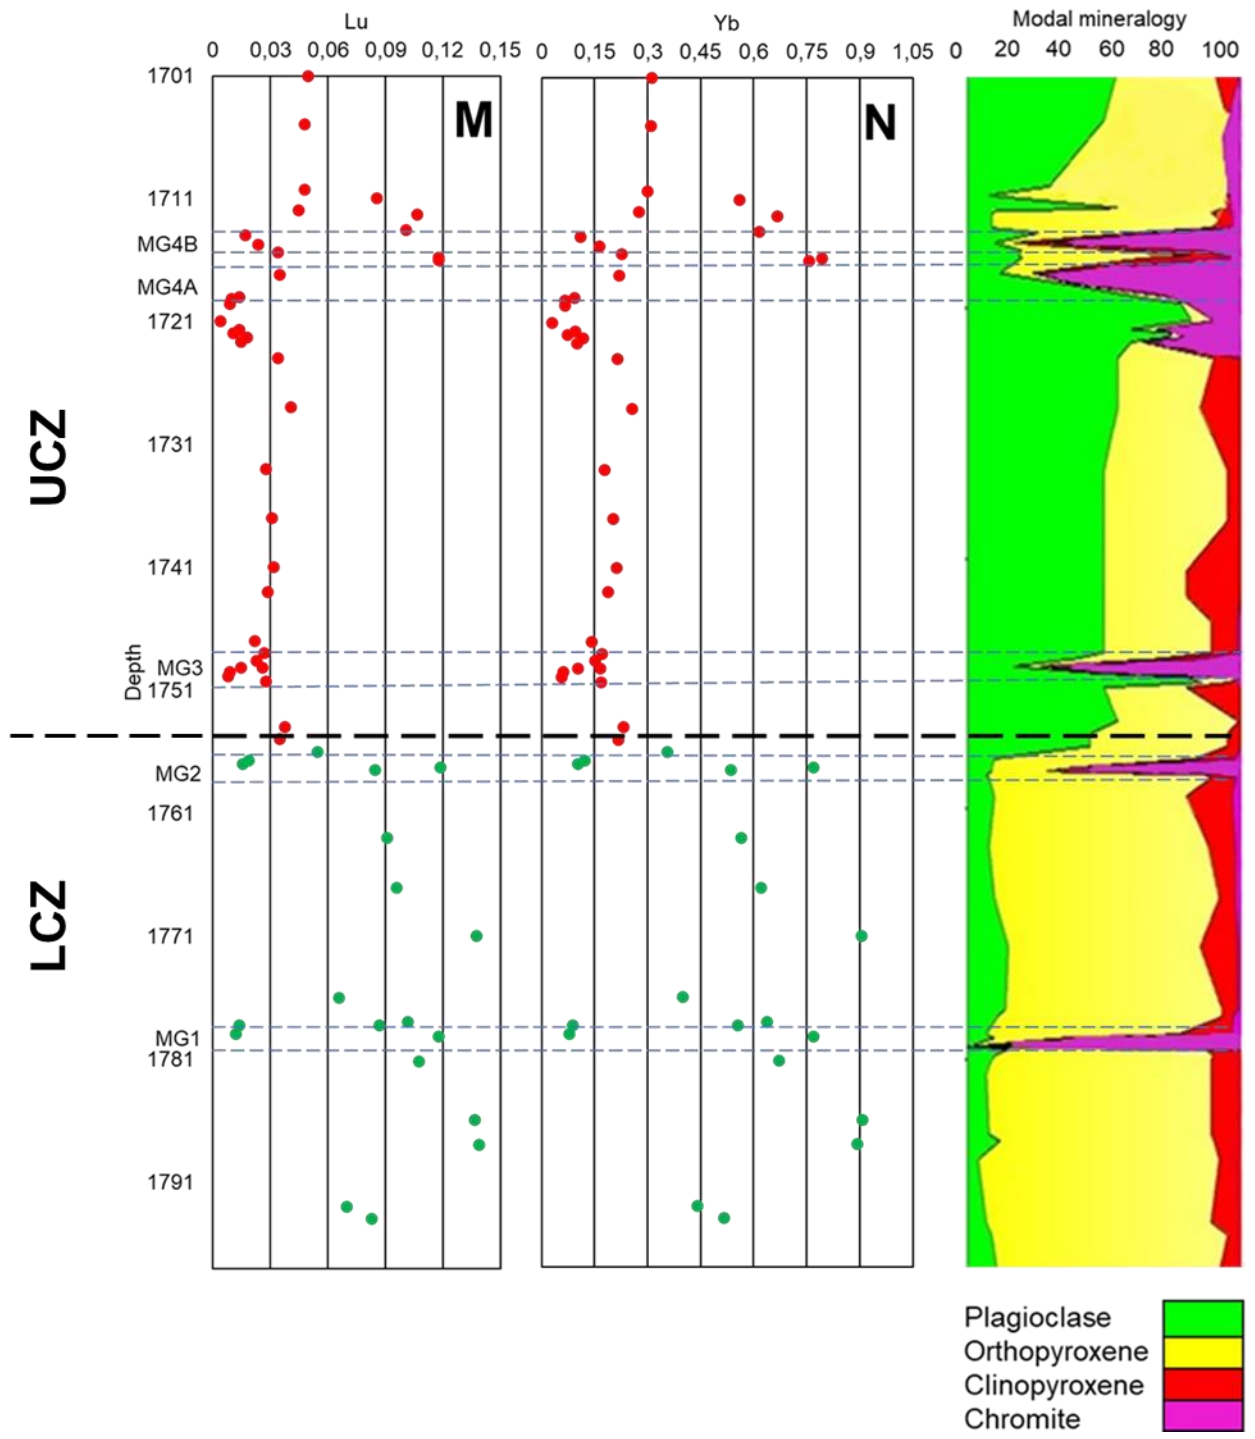 Lu Yb Modal mineralogy
0 0,03 0,06 0,09 0,12 0,15 0 0,15 0,3 0,45 0,6 0,75 0,9 1,05 0 20 40 60 80 100
1701
M N
1711
MG4B
MG4A
1721
UCZ
1731
1741
Depth
MG3
1751
MG2
1761
LCZ
1771
MG1
1781
1791
Plagioclase
Orthopyroxene
Clinopyroxene
Chromite